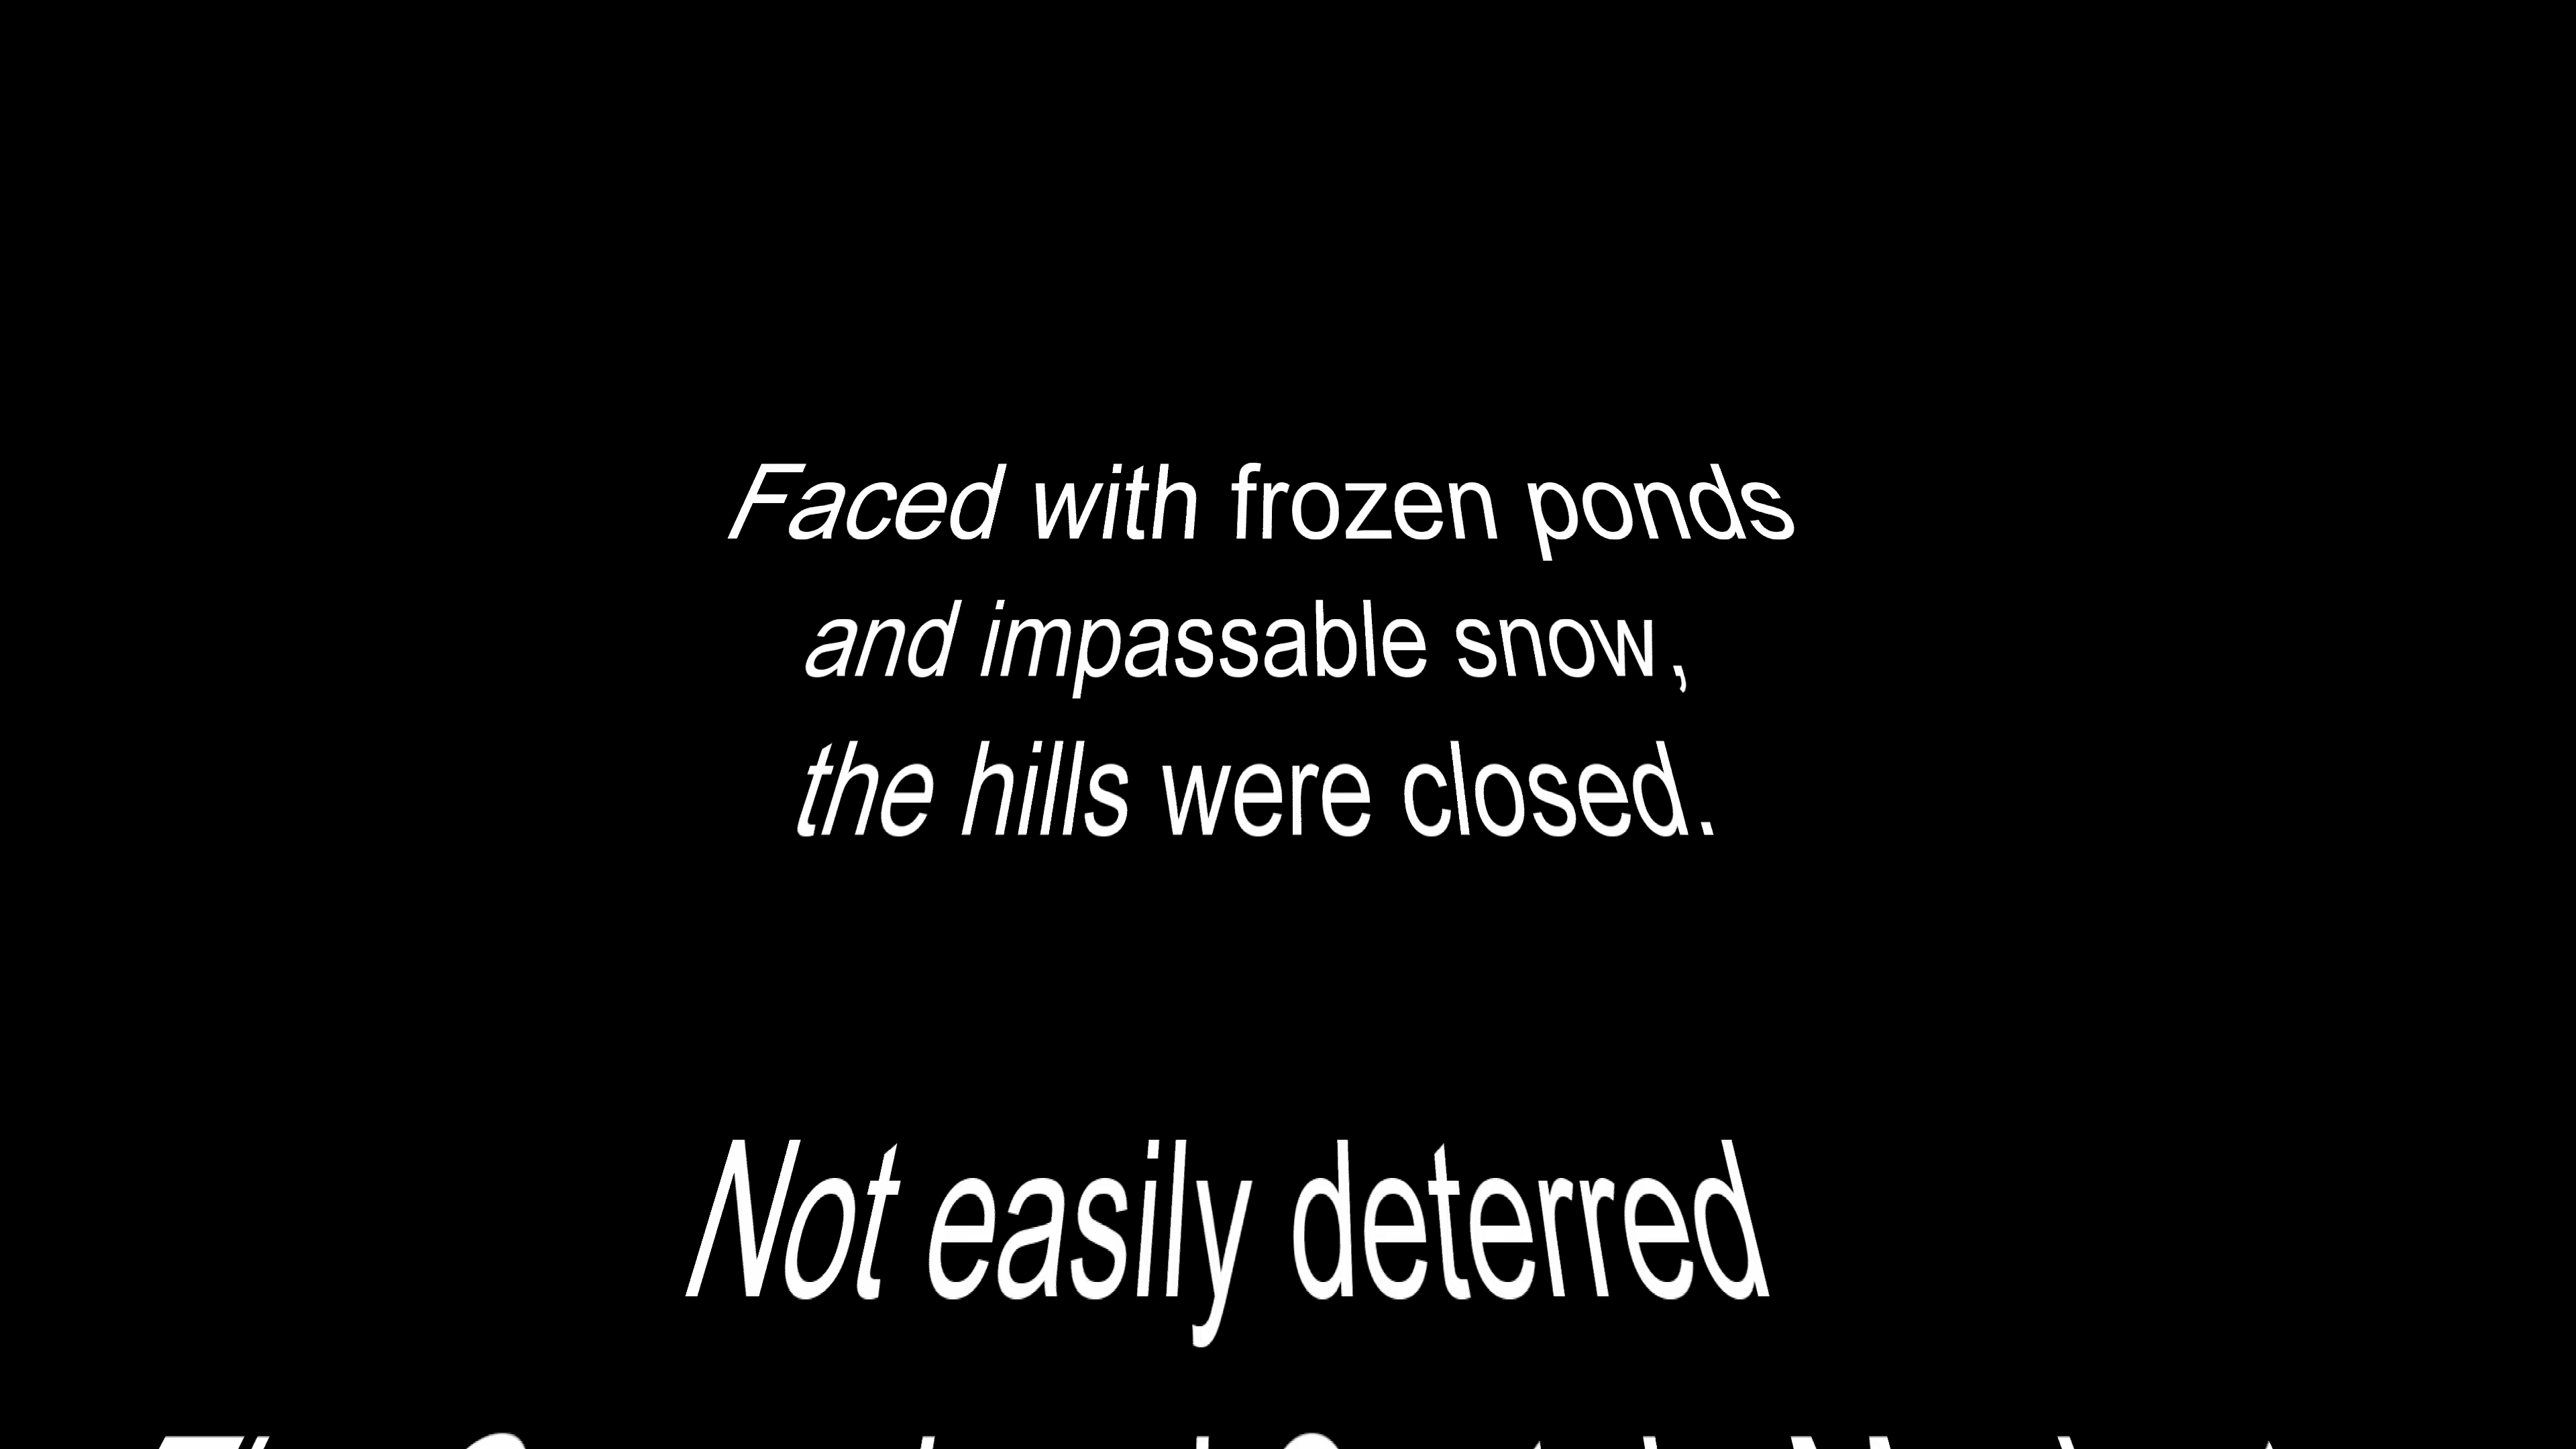 Faced with frozen ponds
and impassable snow,
the hills were closed.
Not easily deterred